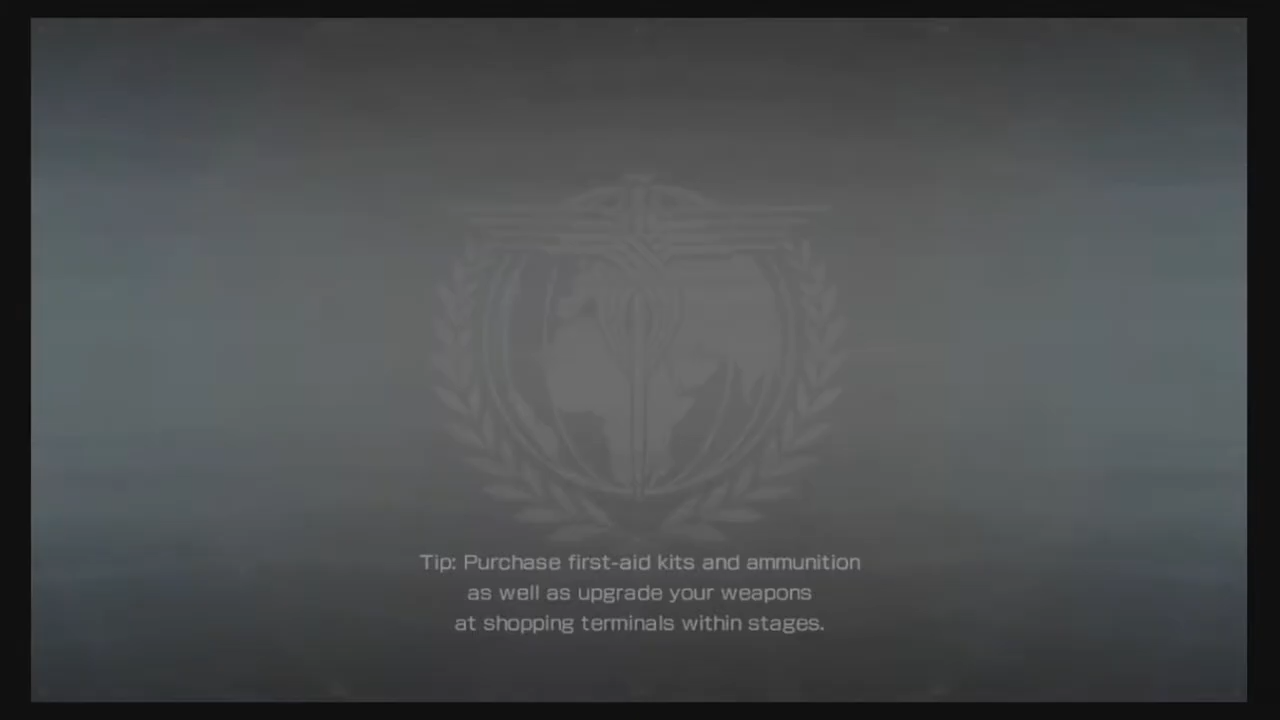 Tip: Purchase first-aid kits and ammunition
as well as upgrade your weapons
at shopping terminals within stages.